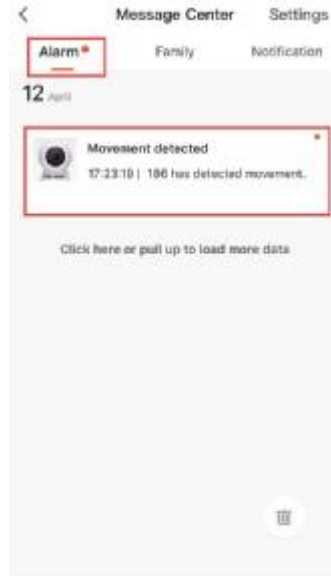 Message Center Settings
Alarm Family Notification
12 April
Movement detected
17:23:19 | 186 has detected movement.
Click here or pull up to load more data